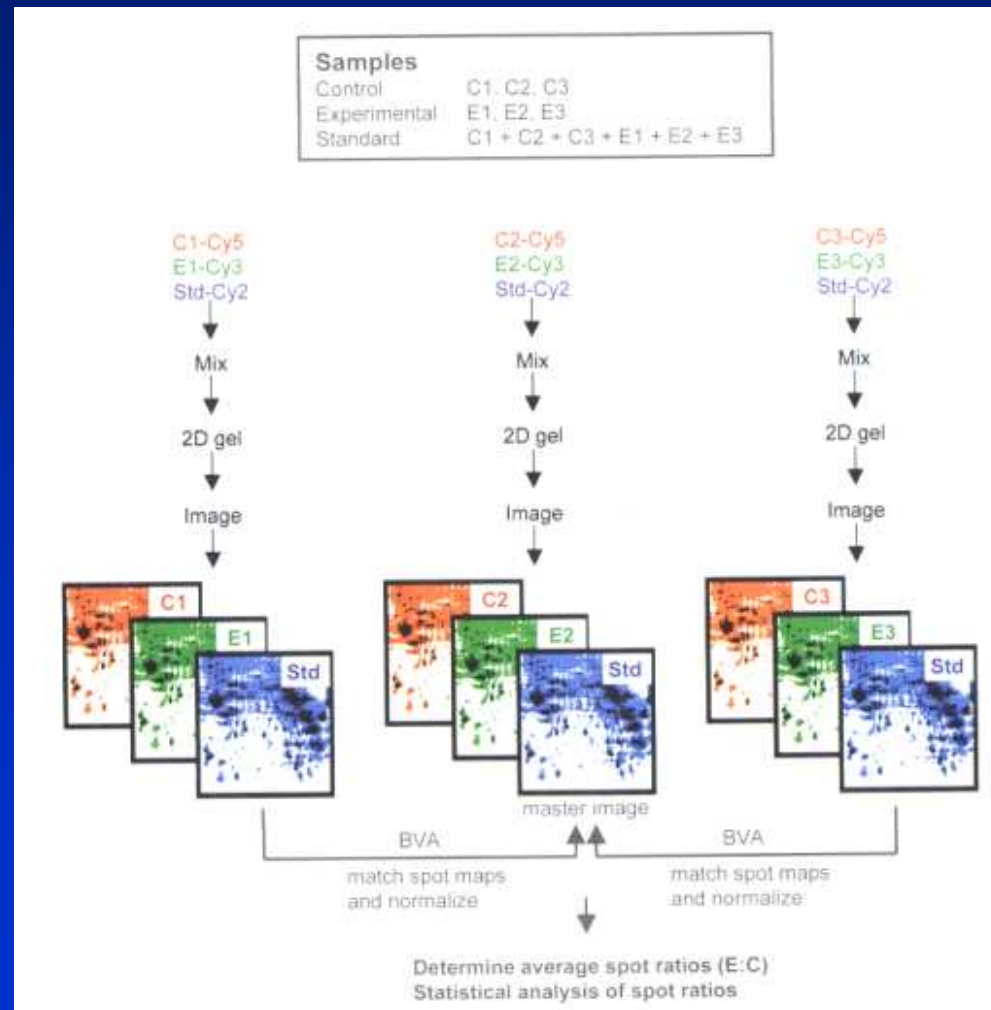 Samples
Control C1, C2, C3
Experimental E1, E2, E3
Standard C1 + C2 + C3 + E1 + E2 + E3
C1-Cy5
E1-Cy3
Std-Cy2
Mix
2D gel
Image
C1
E1
Std
C2-Cy5
E2-Cy3
Std-Cy2
Mix
2D gel
Image
C2
E2
Std
master image
C3-Cy5
E3-Cy3
Std-Cy2
Mix
2D gel
Image
C3
E3
Std
BVA
match spot maps
and normalize
BVA
match spot maps
and normalize
Determine average spot ratios (E:C)
Statistical analysis of spot ratios